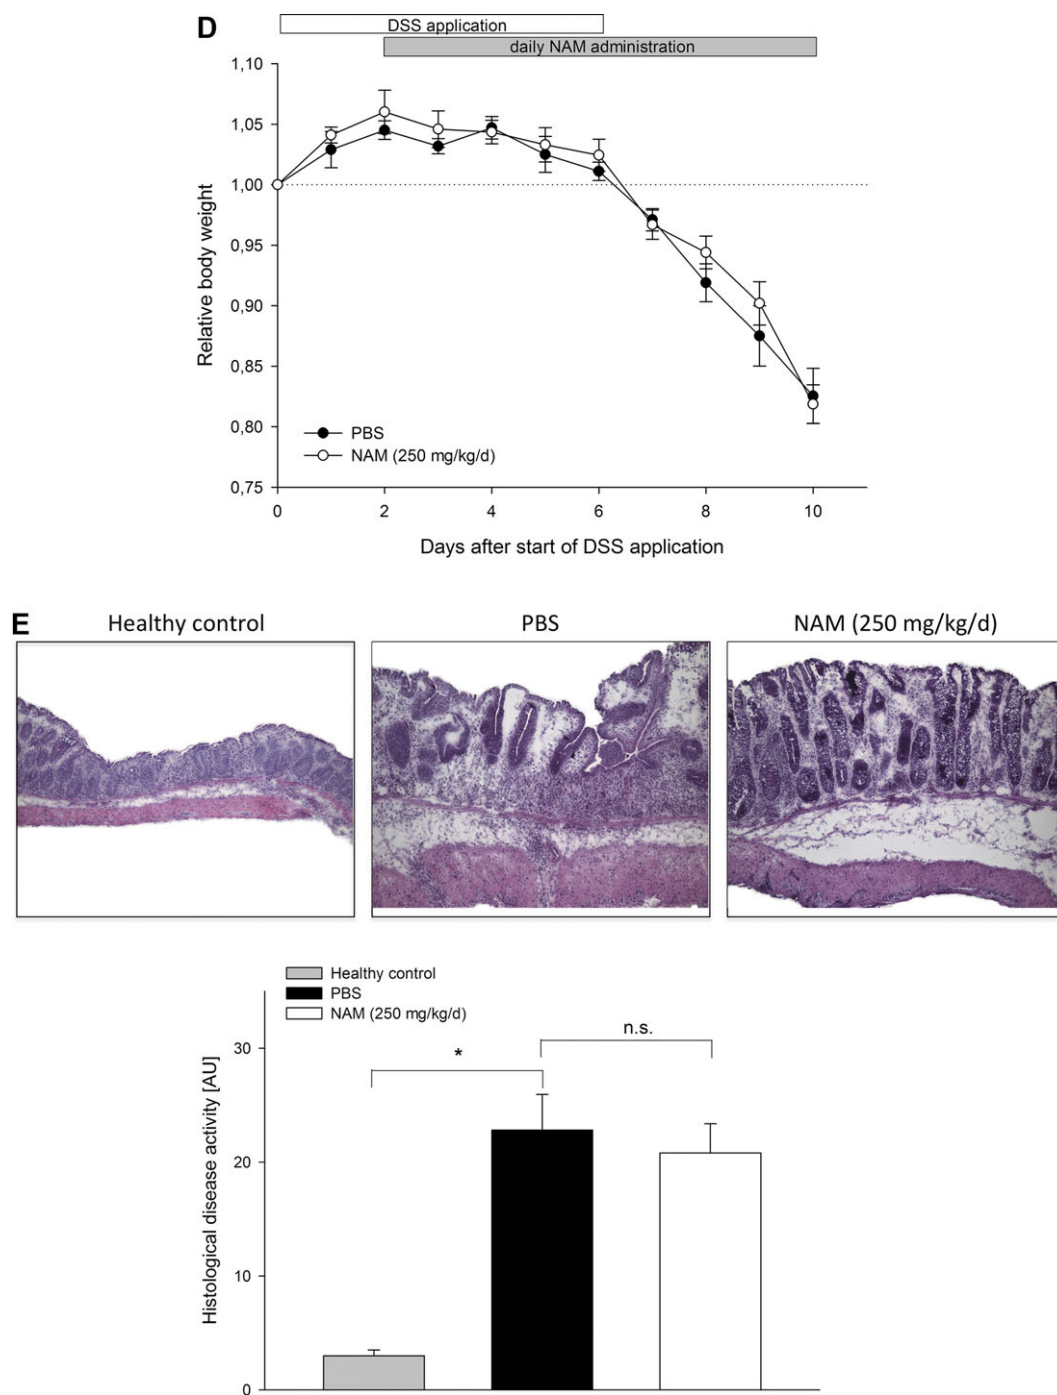 D
DSS application
daily NAM administration
1,10
1,05
1,00
0,95
0,90
0,85
0,80
0,75
Relative body weight
PBS
NAM (250 mg/kg/d)
0 2 4 6 8 10
Days after start of DSS application
E
Healthy control PBS NAM (250 mg/kg/d)
Healthy control
PBS
NAM (250 mg/kg/d)
n.s.
*
30
20
10
0
Histological disease activity [AU]